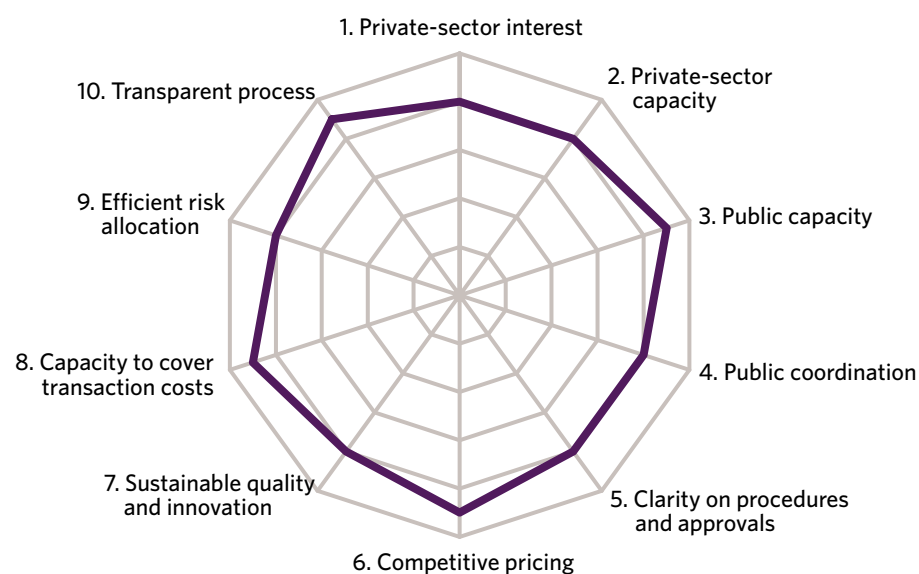 1. Private-sector interest
2. Private-sector
capacity
3. Public capacity
4. Public coordination
5. Clarity on procedures
and approvals
6. Competitive pricing
7. Sustainable quality
and innovation
8. Capacity to cover
transaction costs
9. Efficient risk
allocation
10. Transparent process